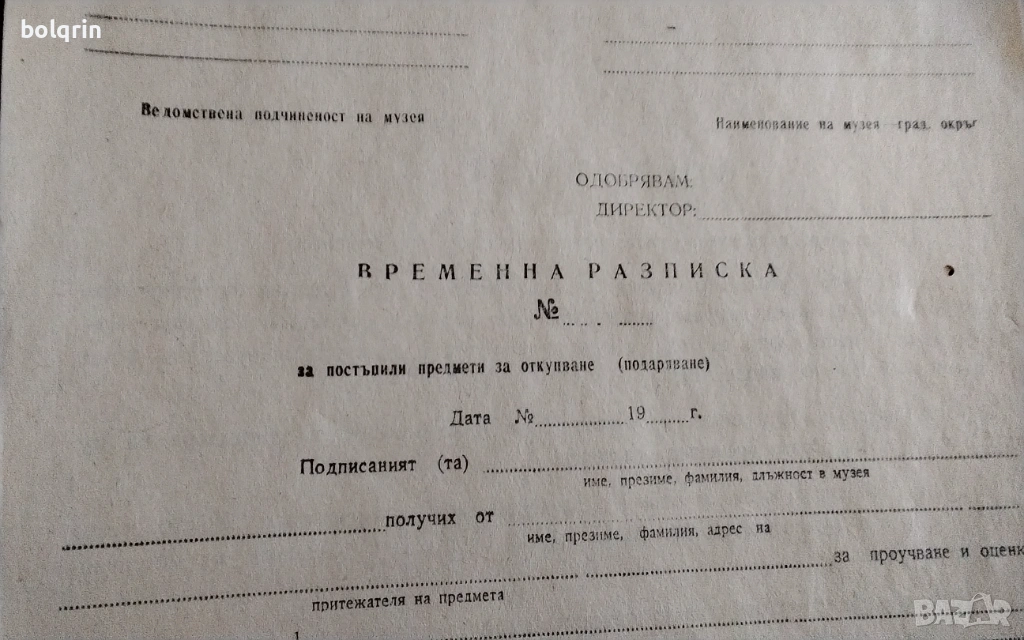 bolqrin
Ведомствена подчиненост на музея
Наименование на музея град, окръг
ОДОБРЯВАМ:
ДИРЕКТОР:
ВРЕМЕННА РАЗПИСКА
№
за постъпили предмети за откупване (подаряване)
Дата № 19 г.
Подписаният (та)
име, презиме, фамилия, длъжност в музея
получих от
име, презиме, фамилия, адрес на
за проучване и оценк
притежателя на предмета
1
BAZAR